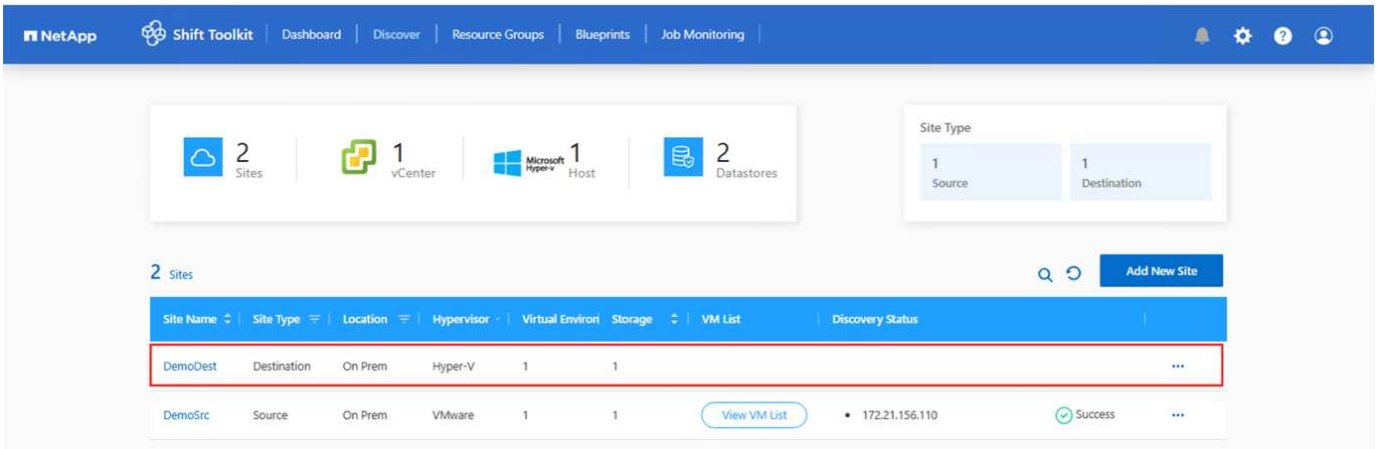 NetApp Shift Toolkit Dashboard Discover Resource Groups Blueprints Job Monitoring
2 Sites
1 vCenter
Microsoft Hyper-v 1 Host
2 Datastores
Site Type
1 Source
1 Destination
2 Sites
Add New Site
Site Name Site Type Location Hypervisor Virtual Environ Storage VM List Discovery Status
DemoDest Destination On Prem Hyper-V 1 1
DemoSrc Source On Prem VMware 1 1 View VM List • 172.21.156.110 Success